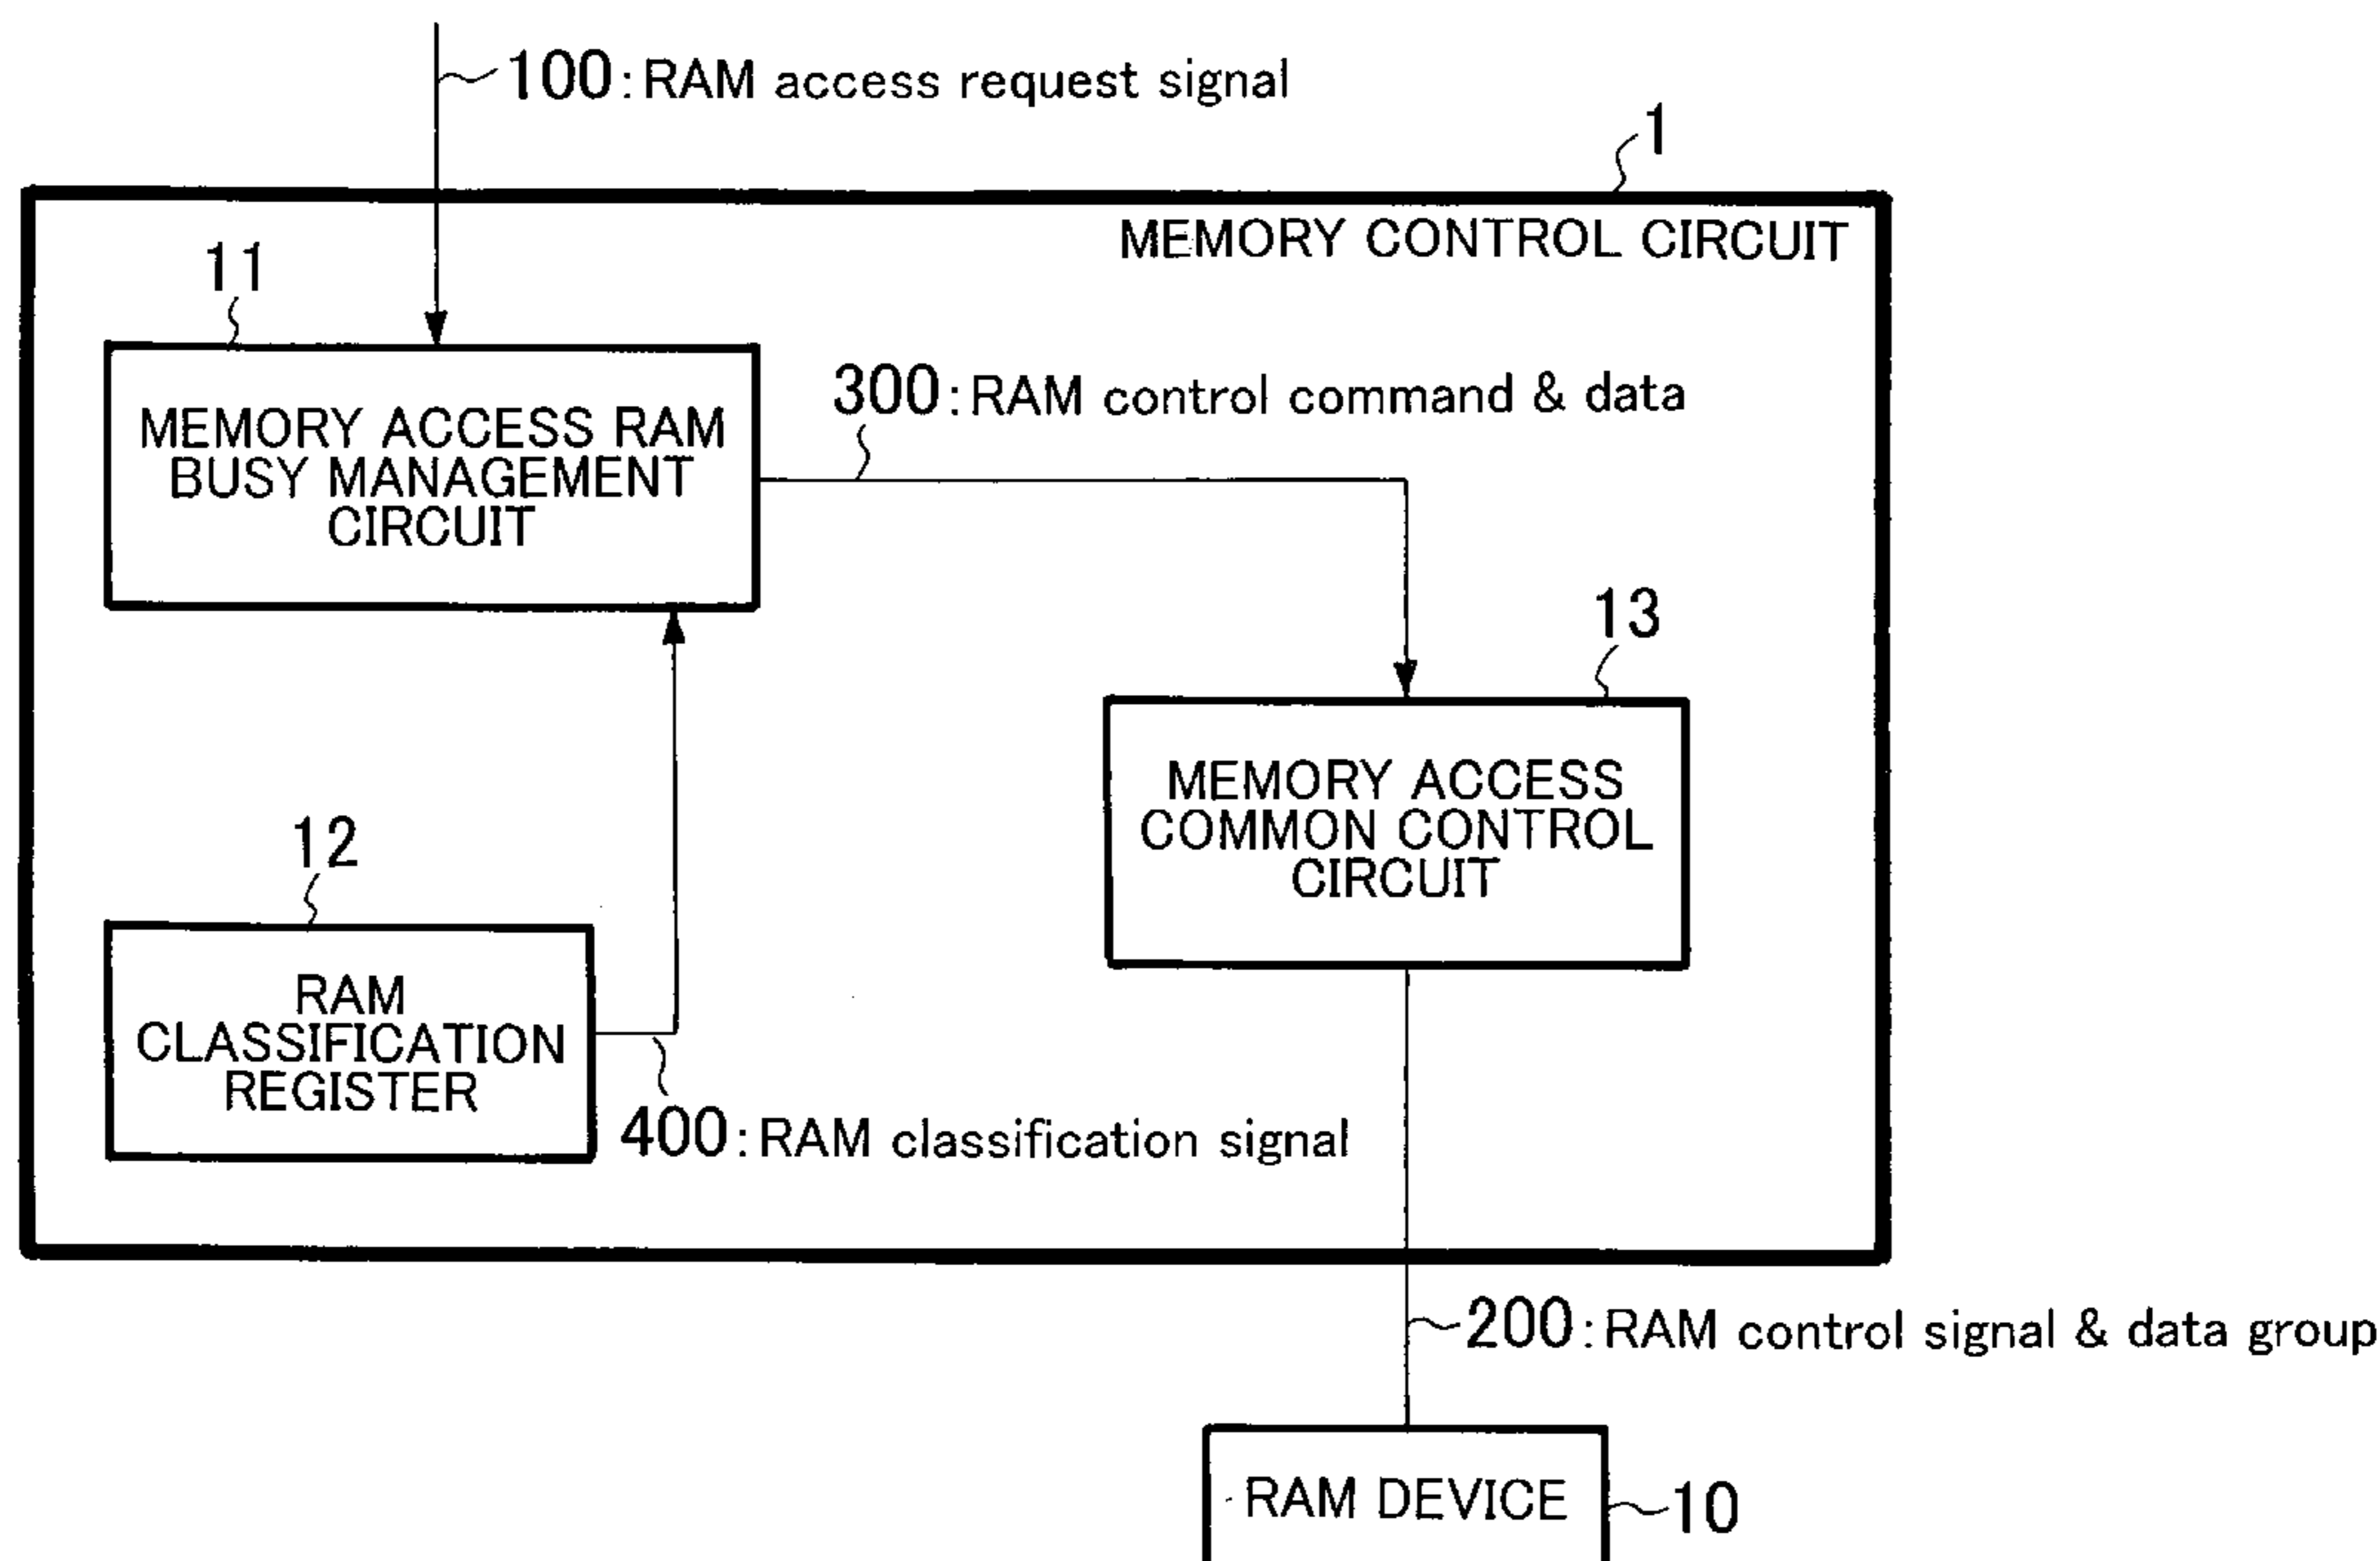 100: RAM access request signal
1
MEMORY CONTROL CIRCUIT
11
MEMORY ACCESS RAM
BUSY MANAGEMENT
CIRCUIT
300: RAM control command & data
13
MEMORY ACCESS
COMMON CONTROL
CIRCUIT
12
RAM
CLASSIFICATION
REGISTER
400: RAM classification signal
200: RAM control signal & data group
RAM DEVICE
10